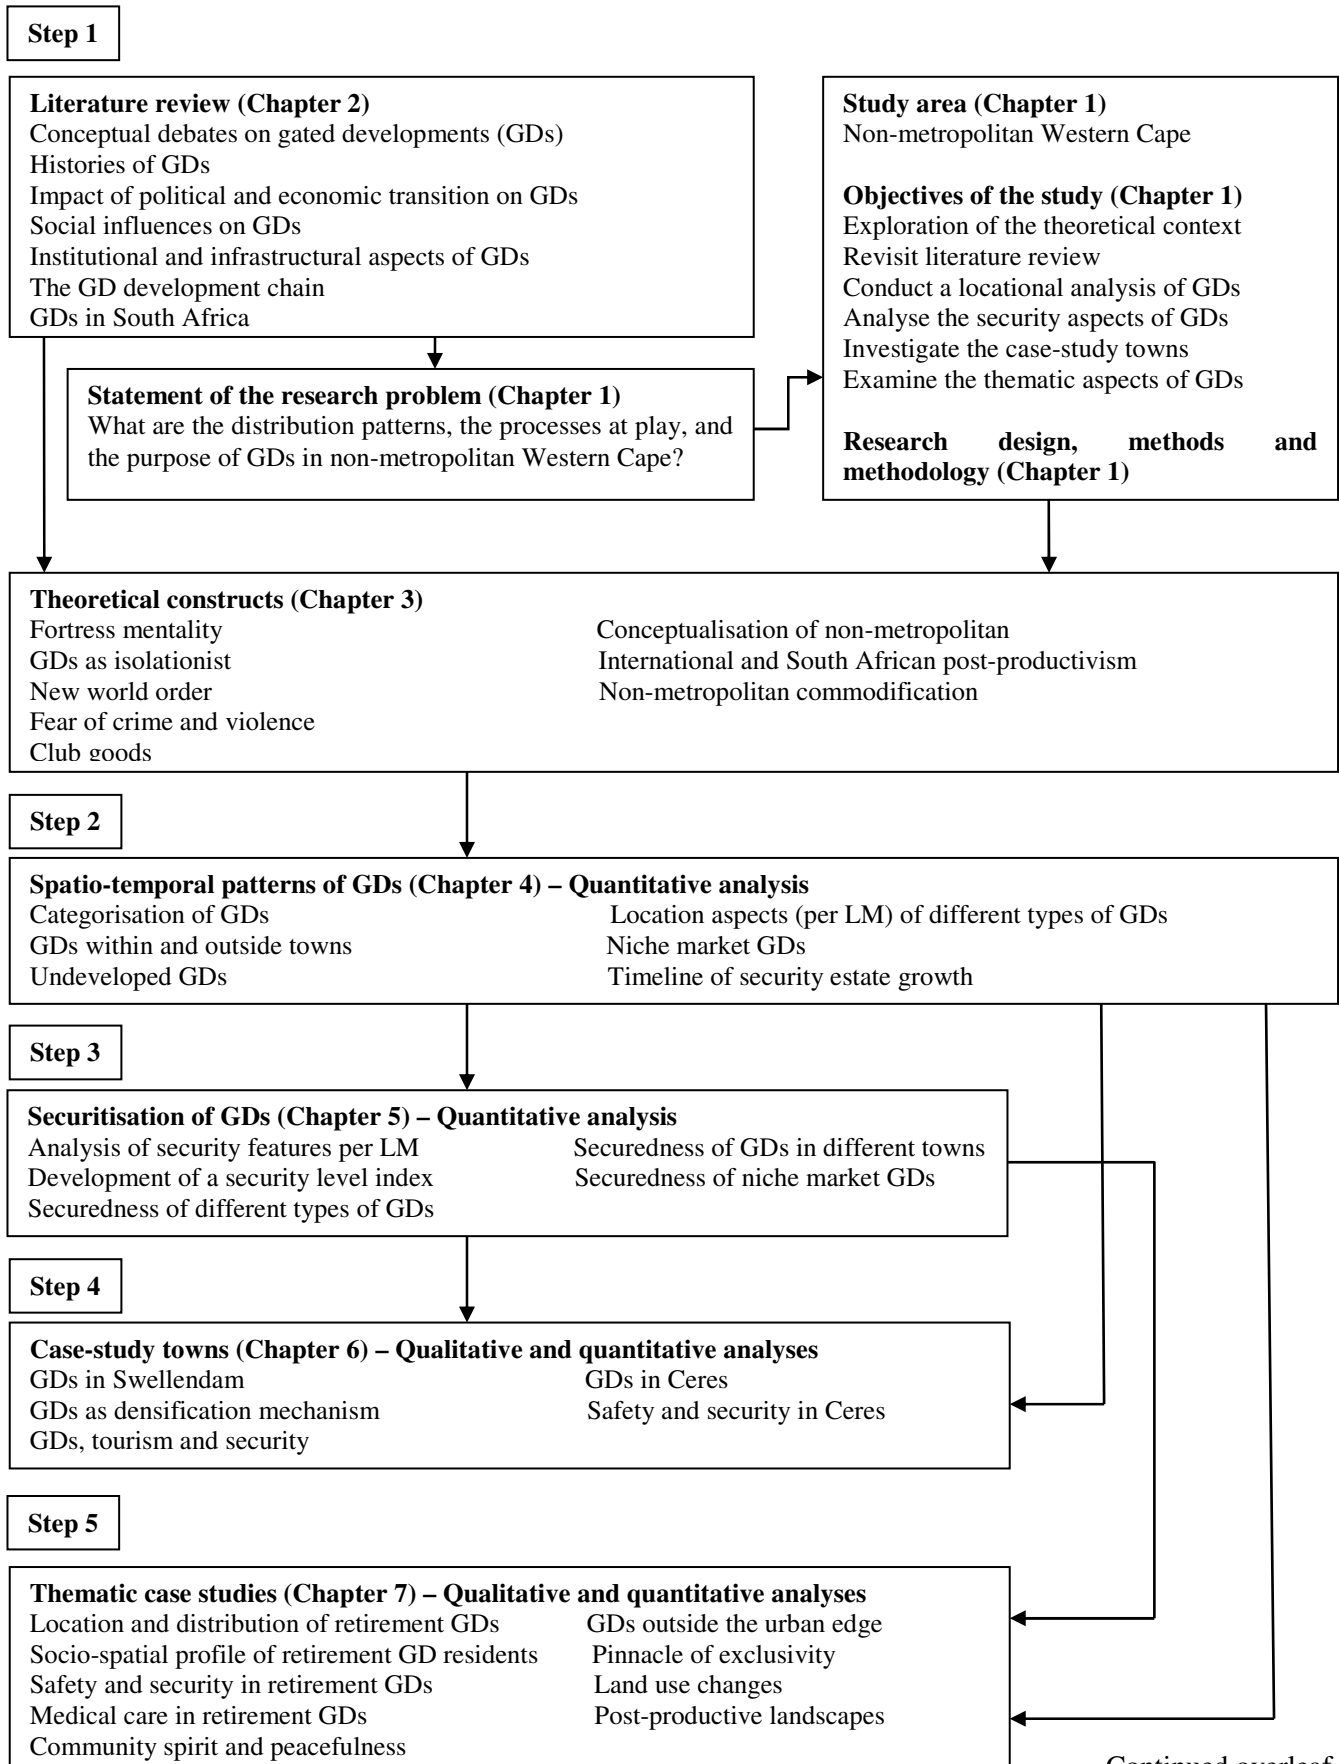 Step 1
Literature review (Chapter 2)
Conceptual debates on gated developments (GDs)
Histories of GDs
Impact of political and economic transition on GDs
Social influences on GDs
Institutional and infrastructural aspects of GDs
The GD development chain
GDs in South Africa
Statement of the research problem (Chapter 1)
What are the distribution patterns, the processes at play, and
the purpose of GDs in non-metropolitan Western Cape?
Study area (Chapter 1)
Non-metropolitan Western Cape
Objectives of the study (Chapter 1)
Exploration of the theoretical context
Revisit literature review
Conduct a locational analysis of GDs
Analyse the security aspects of GDs
Investigate the case-study towns
Examine the thematic aspects of GDs
Research design, methods and
methodology (Chapter 1)
Theoretical constructs (Chapter 3)
Fortress mentality
GDs as isolationist
New world order
Fear of crime and violence
Club goods
Conceptualisation of non-metropolitan
International and South African post-productivism
Non-metropolitan commodification
Step 2
Spatio-temporal patterns of GDs (Chapter 4) – Quantitative analysis
Categorisation of GDs
GDs within and outside towns
Undeveloped GDs
Location aspects (per LM) of different types of GDs
Niche market GDs
Timeline of security estate growth
Step 3
Securitisation of GDs (Chapter 5) – Quantitative analysis
Analysis of security features per LM
Development of a security level index
Securedness of different types of GDs
Securedness of GDs in different towns
Securedness of niche market GDs
Step 4
Case-study towns (Chapter 6) – Qualitative and quantitative analyses
GDs in Swellendam
GDs as densification mechanism
GDs, tourism and security
GDs in Ceres
Safety and security in Ceres
Step 5
Thematic case studies (Chapter 7) – Qualitative and quantitative analyses
Location and distribution of retirement GDs
Socio-spatial profile of retirement GD residents
Safety and security in retirement GDs
Medical care in retirement GDs
Community spirit and peacefulness
GDs outside the urban edge
Pinnacle of exclusivity
Land use changes
Post-productive landscapes
Continued overleaf